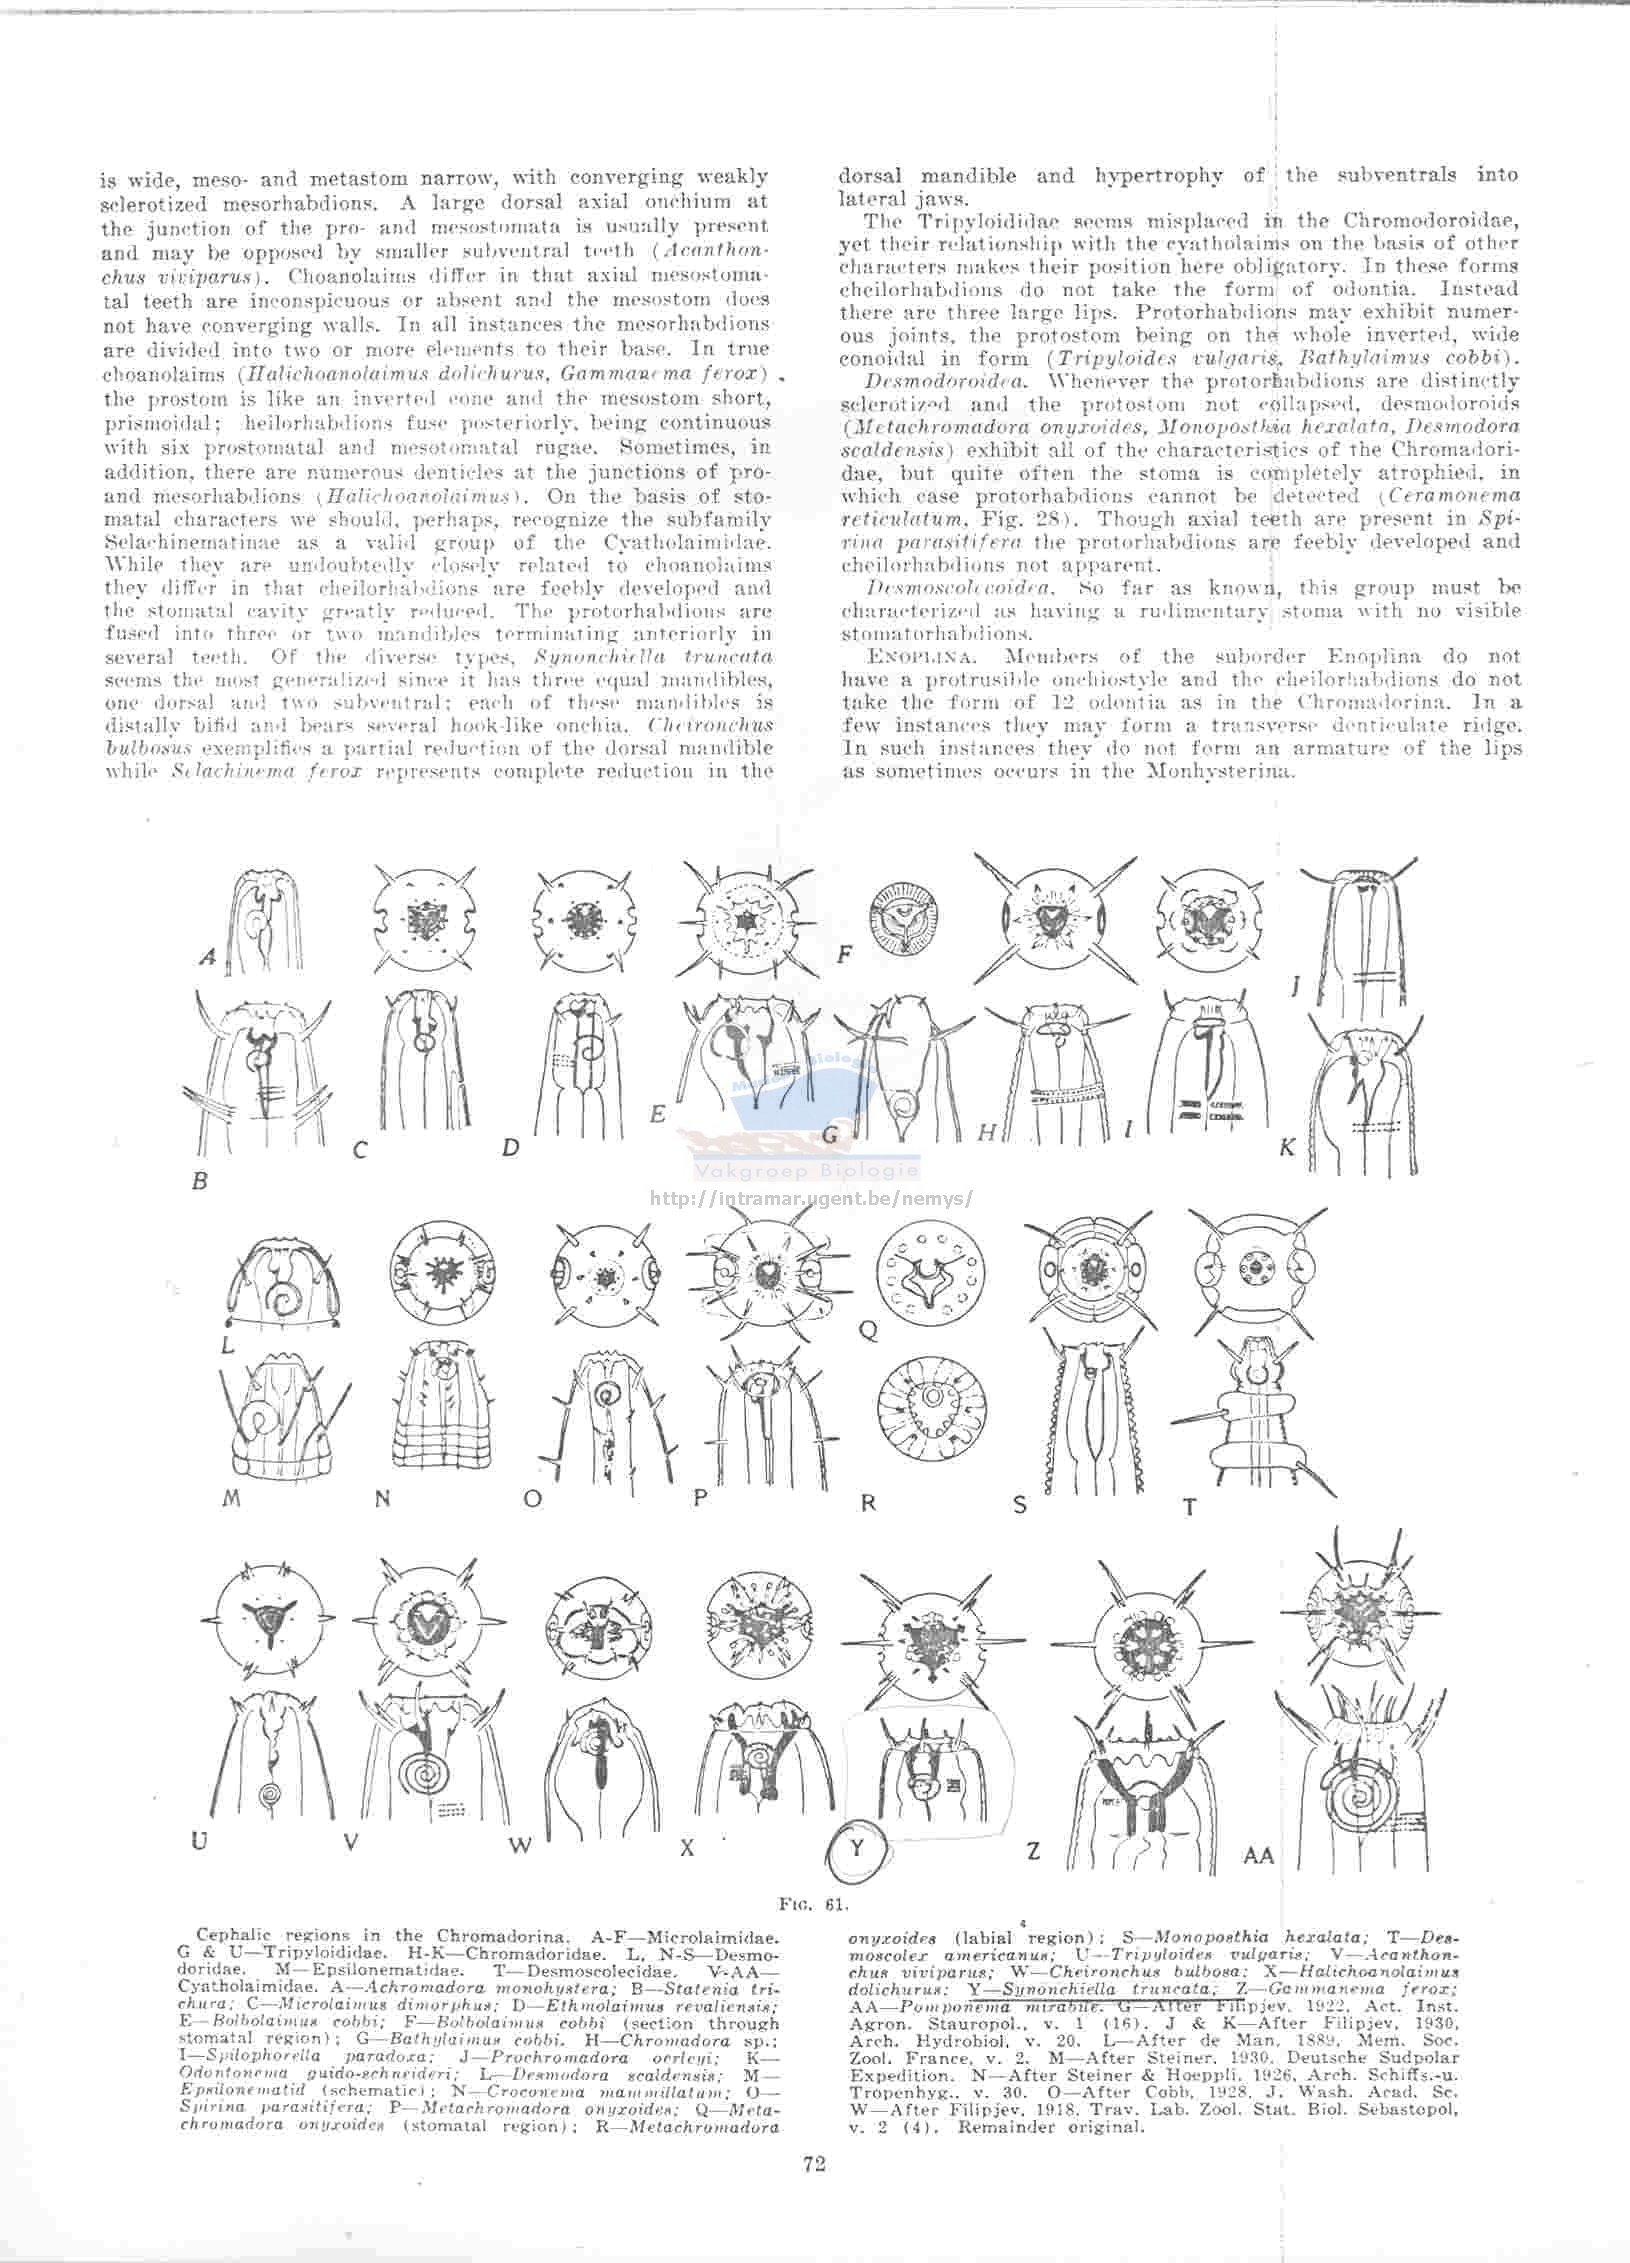 is wide, meso- and metastom narrow, with converging weakly
sclerotized mesorhabdions. A large dorsal axial onchium at
the junction of the pro- and mesostomata is usually present
and may be opposed by smaller subventral teeth (Acanthon-
chus viviparus). Choanolaims differ in that axial mesostoma-
tal teeth are inconspicuous or absent and the mesostom does
not have converging walls. In all instances the mesorhabdions
are divided into two or more elements to their base. In true
choanolaims (Halichoanolaimus dolichurus, Gammanema ferox),
the prostom is like an inverted cone and the mesostom short,
prismoidal; heilorhabdions fuse posteriorly, being continuous
with six prostomatal and mesotomatal rugae. Sometimes, in
addition, there are numerous denticles at the junctions of pro-
and mesorhabdions (Halichoanolaimus). On the basis of sto-
matal characters we should, perhaps, recognize the subfamily
Selachinematinae as a valid group of the Cyatholaimidae.
While they are undoubtedly closely related to choanolaims
they differ in that cheilorhabdions are feebly developed and
the stomatal cavity greatly reduced. The protorhabdions are
fused into three or two mandibles terminating anteriorly in
several teeth. Of the diverse types, Synonchiella truncata
seems the most generalized since it has three equal mandibles,
one dorsal and two subventral; each of these mandibles is
distally bifid and bears several hook-like onchia. Cheironchus
bulbosus exemplifies a partial reduction of the dorsal mandible
while Selachinema ferox represents complete reduction in the
dorsal mandible and hypertrophy of the subventrals into
lateral jaws.
The Tripyloididae seems misplaced in the Chromodoroidae,
yet their relationship with the cyatholaims on the basis of other
characters makes their position here obligatory. In these forms
cheilorhabdions do not take the form of odontia. Instead
there are three large lips. Protorhabdions may exhibit numer-
ous joints, the protostom being on the whole inverted, wide
conoidal in form (Tripyloides vulgaris, Bathylaimus cobbi).
Desmodoroidea. Whenever the protorhabdions are distinctly
sclerotized and the protostom not collapsed, desmodoroids
(Metachromadora onyxoides, Monoposthia hexalata, Desmodora
scaldensis) exhibit all of the characteristics of the Chromadori-
dae, but quite often the stoma is completely atrophied, in
which case protorhabdions cannot be detected (Ceramonema
reticulatum, Fig. 28). Though axial teeth are present in Spi-
rina parasitifera the protorhabdions are feebly developed and
cheilorhabdions not apparent.
Desmoscolecoidea. So far as known, this group must be
characterized as having a rudimentary stoma with no visible
stomatorhabdions.
ENOPLINA. Members of the suborder Enoplina do not
have a protrusible onchiostyle and the cheilorhabdions do not
take the form of 12 odontia as in the Chromadorina. In a
few instances they may form a transverse denticulate ridge.
In such instances they do not form an armature of the lips
as sometimes occurs in the Monhysterina.
A
B
C
D
E
F
G
H
I
J
K
Marine Biology
Vakgroep Biologie
http://intramar.ugent.be/nemys/
L
M
N
O
P
Q
R
S
T
U
V
W
X
Y
Z
AA
FIG. 61.
Cephalic regions in the Chromadorina. A-F—Microlaimidae.
G & U—Tripyloididae. H-K—Chromadoridae. L, N-S—Desmo-
doridae. M—Epsilonematidae. T—Desmoscolecidae. V-AA—
Cyatholaimidae. A—Achromadora monohystera; B—Statenia tri-
chura; C—Microlaimus dimorphus; D—Ethmolaimus revaliensis;
E—Bolbolaimus cobbi; F—Bolbolaimus cobbi (section through
stomatal region); G—Bathylaimus cobbi. H—Chromadora sp.;
I—Spilophorella paradoxa; J—Prochromadora oerleyi; K—
Odontonema guido-schneideri; L—Desmodora scaldensis; M—
Epsilonematid (schematic); N—Croconema mammillatum; O—
Spirina parasitifera; P—Metachromadora onyxoides; Q—Meta-
chromadora onyxoides (stomatal region); R—Metachromadora
onyxoides (labial region); S—Monoposthia hexalata; T—Des-
moscolex americanus; U—Tripyloides vulgaris; V—Acanthon-
chus viviparus; W—Cheironchus bulbosa; X—Halichoanolaimus
dolichurus; Y—Synonchiella truncata; Z—Gammanema ferox;
AA—Pomponema mirabile. G—After Filipjev, 1922, Act. Inst.
Agron. Stauropol., v. 1 (16). J & K—After Filipjev, 1930,
Arch. Hydrobiol. v. 20. L—After de Man, 1889, Mem. Soc.
Zool. France, v. 2. M—After Steiner, 1930, Deutsche Sudpolar
Expedition. N—After Steiner & Hoeppli, 1926, Arch. Schiffs.-u.
Tropenhyg., v. 30. O—After Cobb, 1928, J. Wash. Acad. Sc.
W—After Filipjev, 1918, Trav. Lab. Zool. Stat. Biol. Sebastopol,
v. 2 (4). Remainder original.
72